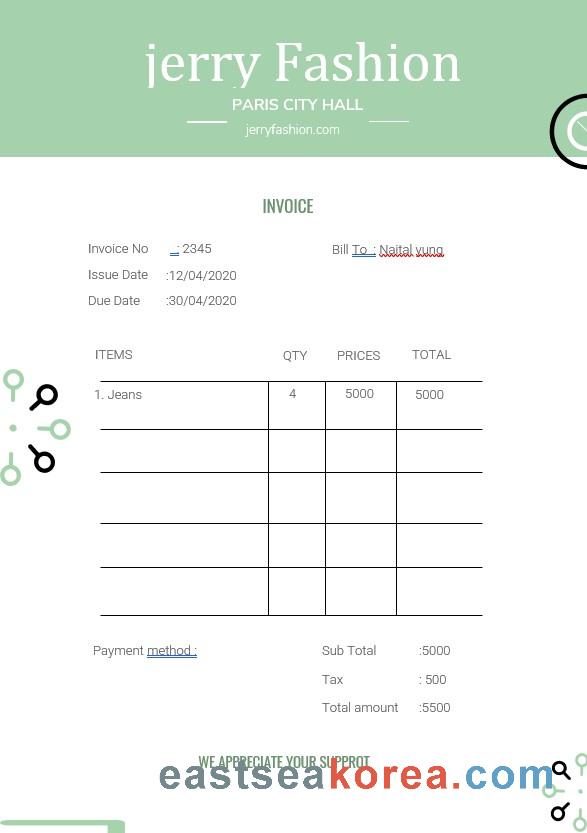 jerry Fashion
PARIS CITY HALL
jerryfashion.com
INVOICE
Invoice No _: 2345 Bill To : Naital yung
Issue Date :12/04/2020
Due Date :30/04/2020
ITEMS QTY PRICES TOTAL
1. Jeans 4 5000 5000
Payment method : Sub Total :5000
Tax : 500
Total amount :5500
WE APPRECIATE YOUR SUPPROT
eastseakorea.com